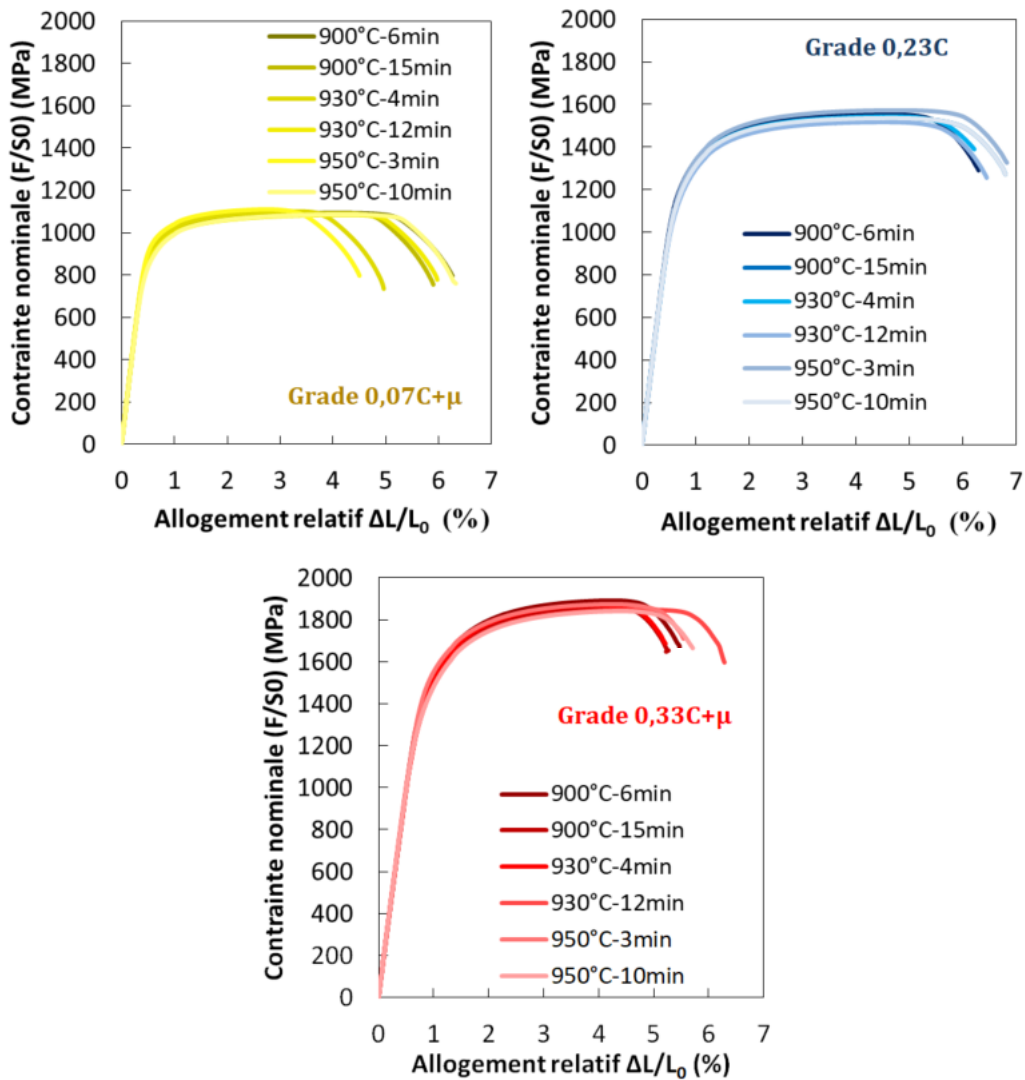 Contrainte nominale (F/S0) (MPa)
2000
1800
1600
1400
1200
1000
800
600
400
200
0
900°C-6min
900°C-15min
930°C-4min
930°C-12min
950°C-3min
950°C-10min
Grade 0,07C+μ
0 1 2 3 4 5 6 7
Allogement relatif ΔL/L0 (%)
Contrainte nominale (F/S0) (MPa)
2000
1800
1600
1400
1200
1000
800
600
400
200
0
Grade 0,23C
900°C-6min
900°C-15min
930°C-4min
930°C-12min
950°C-3min
950°C-10min
0 1 2 3 4 5 6 7
Allogement relatif ΔL/L0 (%)
Contrainte nominale (F/S0) (MPa)
2000
1800
1600
1400
1200
1000
800
600
400
200
0
Grade 0,33C+μ
900°C-6min
900°C-15min
930°C-4min
930°C-12min
950°C-3min
950°C-10min
0 1 2 3 4 5 6 7
Allogement relatif ΔL/L0 (%)